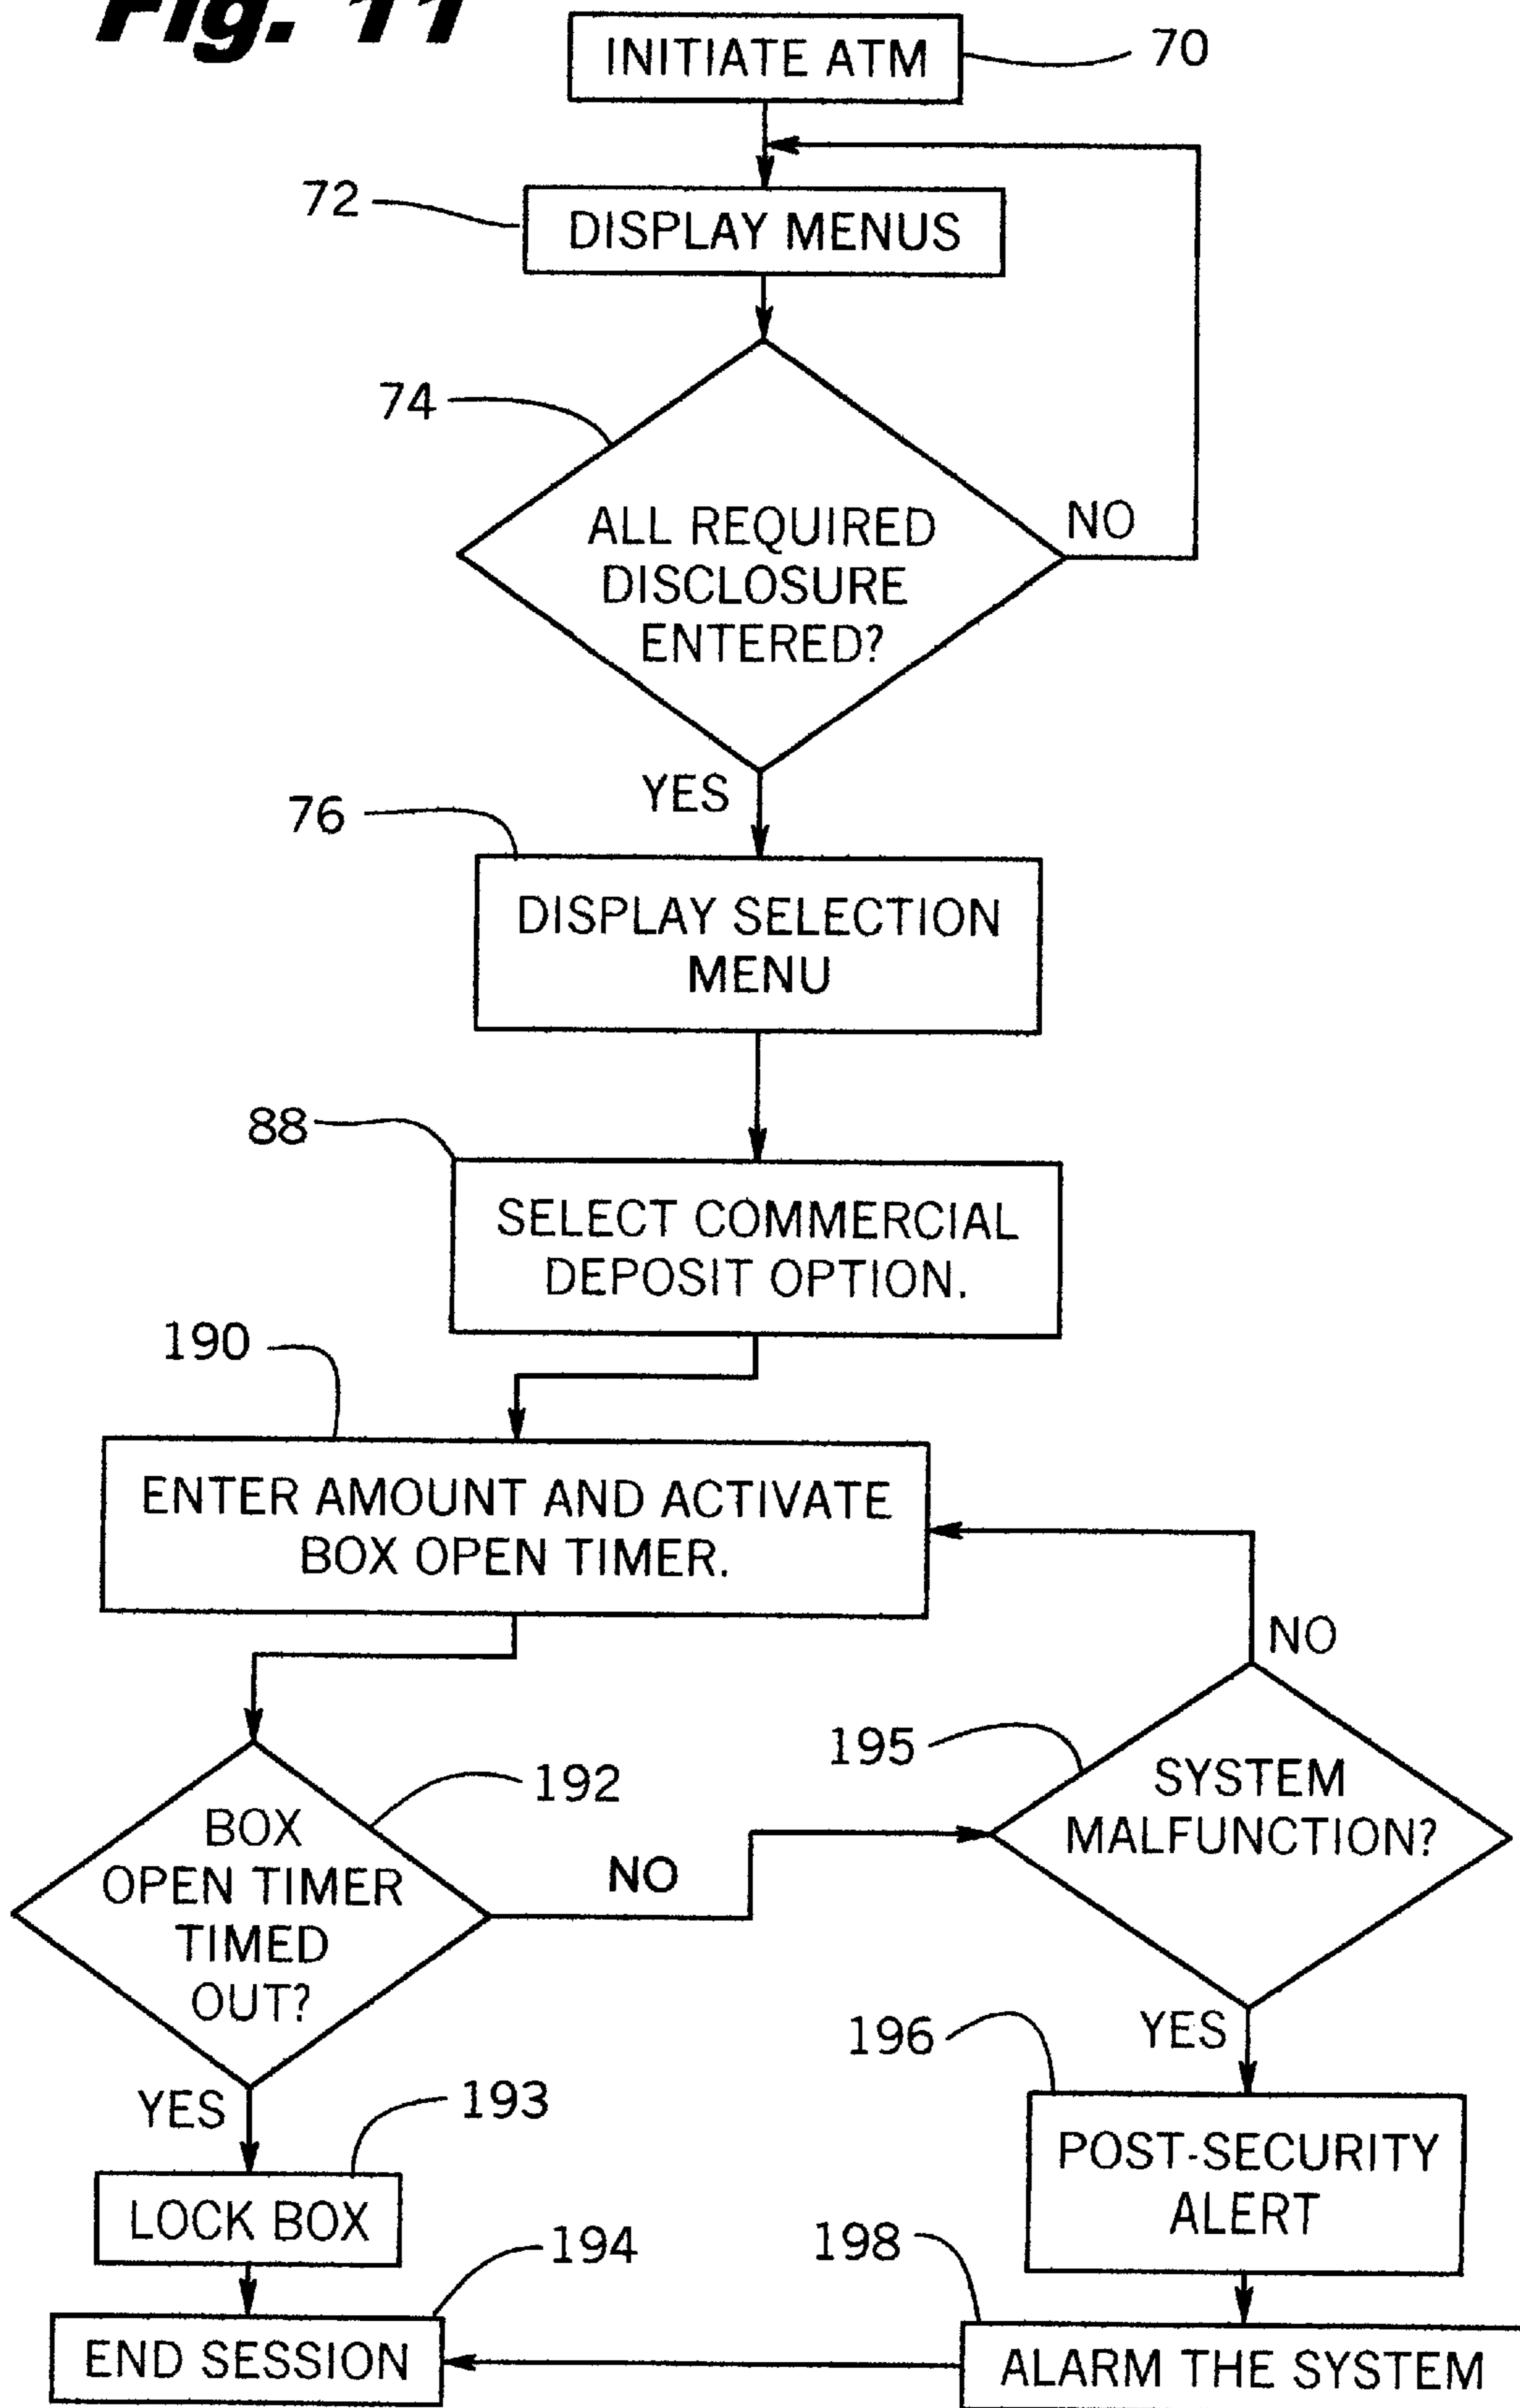 Fig. 11
INITIATE ATM
70
72
DISPLAY MENUS
74
ALL REQUIRED
DISCLOSURE
ENTERED?
NO
YES
76
DISPLAY SELECTION
MENU
88
SELECT COMMERCIAL
DEPOSIT OPTION.
190
ENTER AMOUNT AND ACTIVATE
BOX OPEN TIMER.
NO
195
SYSTEM
MALFUNCTION?
192
BOX
OPEN TIMER
TIMED
OUT?
NO
YES
193
LOCK BOX
194
END SESSION
YES
196
POST-SECURITY
ALERT
198
ALARM THE SYSTEM